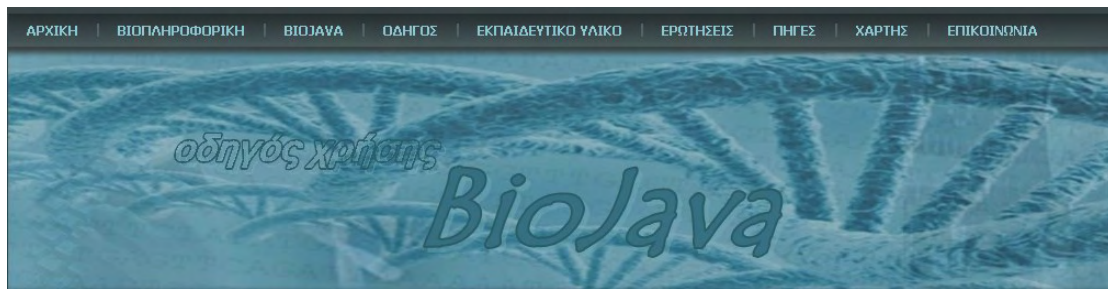 ΑΡΧΙΚΗ | ΒΙΟΠΛΗΡΟΦΟΡΙΚΗ | BIOJAVA | ΟΔΗΓΟΣ | ΕΚΠΑΙΔΕΥΤΙΚΟ ΥΛΙΚΟ | ΕΡΩΤΗΣΕΙΣ | ΠΗΓΕΣ | ΧΑΡΤΗΣ | ΕΠΙΚΟΙΝΩΝΙΑ
οδηγός χρήσης
BioJava